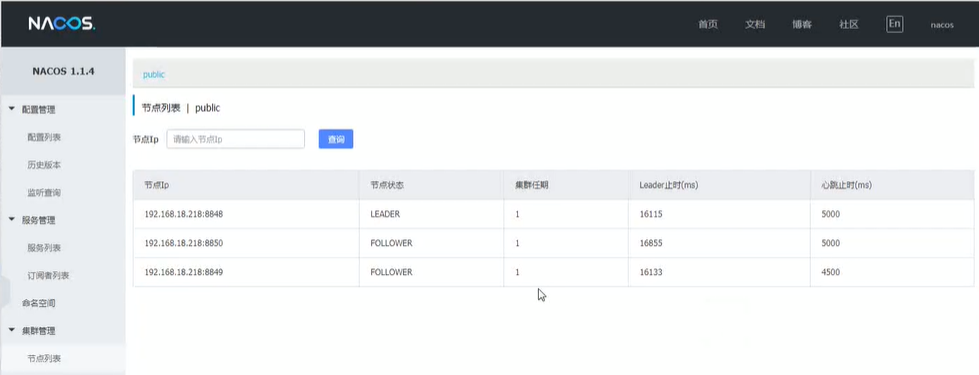 NACOS.
首页 文档 博客 社区 En nacos
NACOS 1.1.4
public
配置管理
配置列表
历史版本
监听查询
服务管理
服务列表
订阅者列表
命名空间
集群管理
节点列表
节点列表 | public
节点Ip 请输入节点Ip 查询
节点Ip 节点状态 集群任期 Leader止时(ms) 心跳止时(ms)
192.168.18.218:8848 LEADER 1 16115 5000
192.168.18.218:8850 FOLLOWER 1 16855 5000
192.168.18.218:8849 FOLLOWER 1 16133 4500